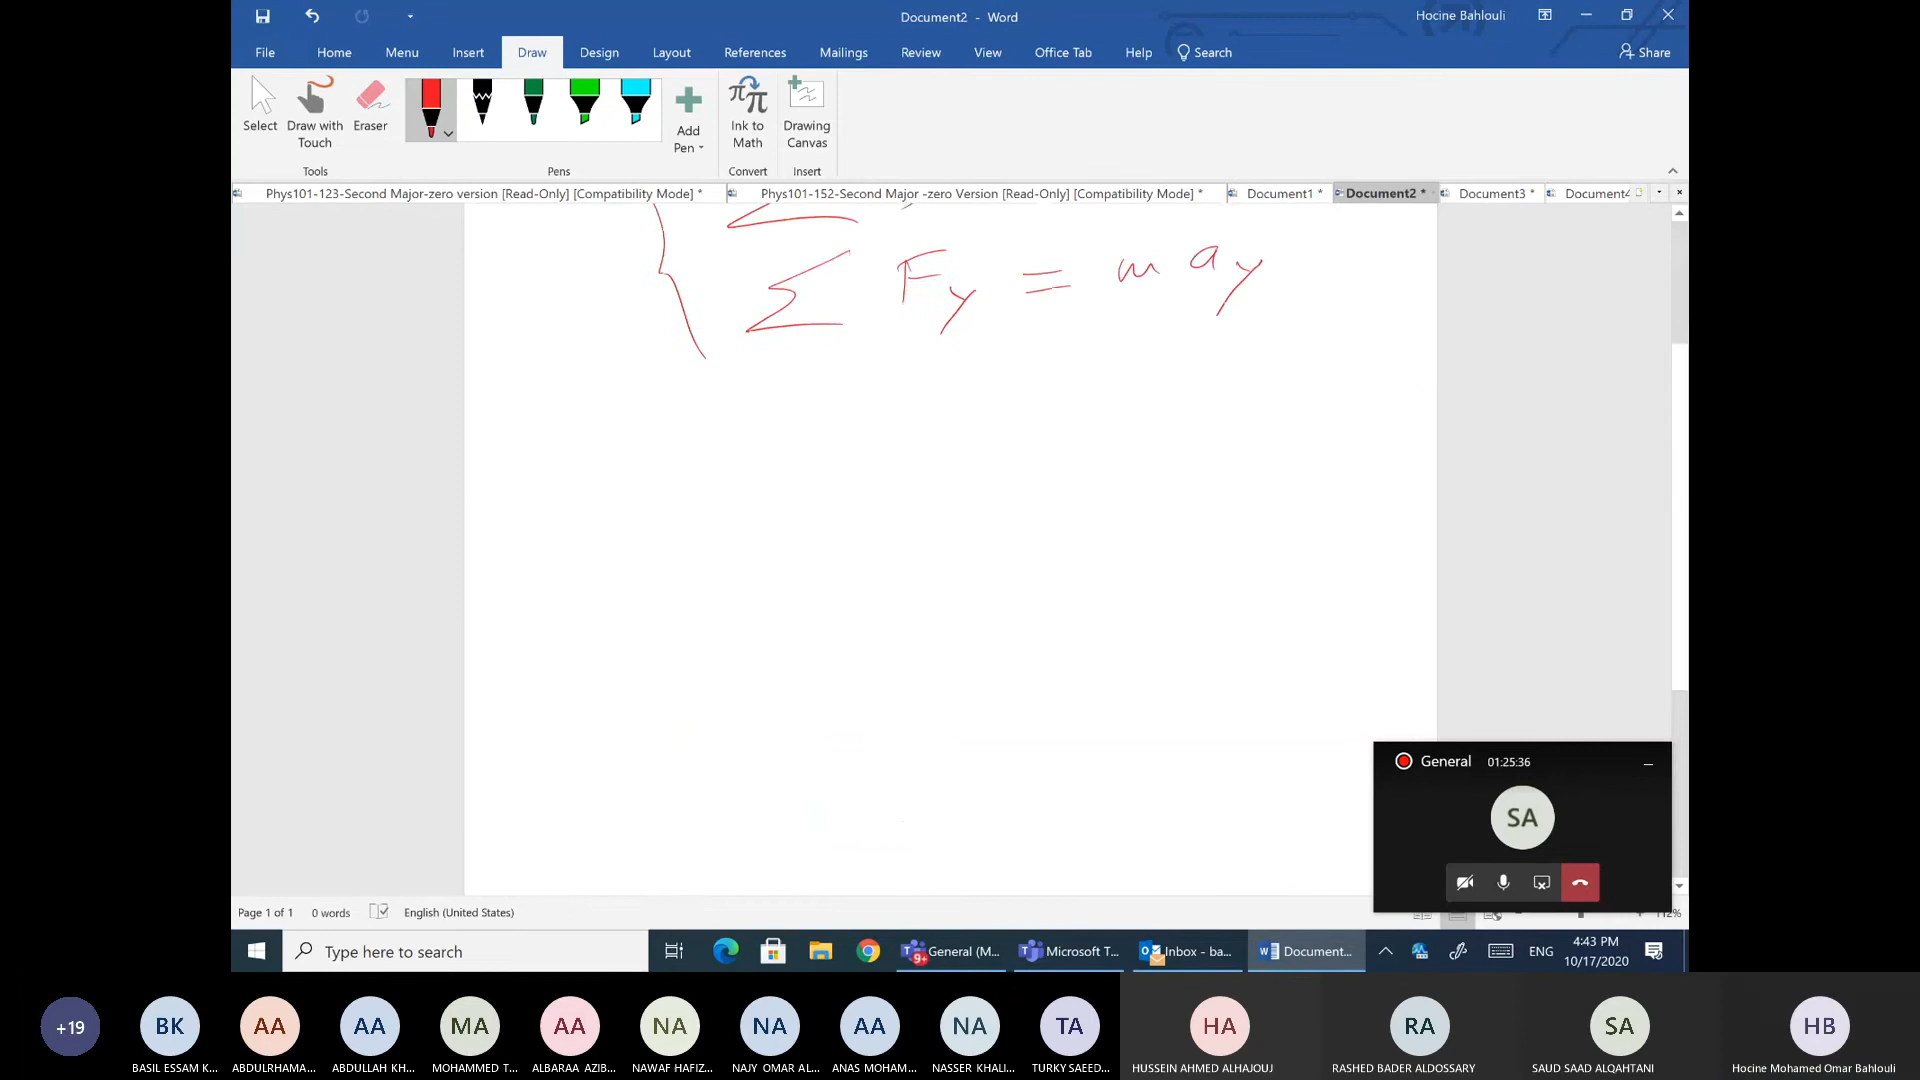 Document2 - Word
Hocine Bahlouli
File Home Menu Insert Draw Design Layout References Mailings Review View Office Tab Help Search Share
Select
Draw with Touch
Eraser
Add Pen
Ink to Math
Drawing Canvas
Tools Pens Convert Insert
Phys101-123-Second Major-zero version [Read-Only] [Compatibility Mode] * Phys101-152-Second Major -zero Version [Read-Only] [Compatibility Mode] * Document1 * Document2 * Document3 * Document4
∑ Fy = m ay
General 01:25:36
SA
Page 1 of 1 0 words English (United States) 112%
Type here to search
9+
General (M... Microsoft T... Inbox - ba... Document... ENG
4:43 PM
10/17/2020
+19 BK AA AA MA AA NA NA AA NA TA HA RA SA HB
BASIL ESSAM K... ABDULRHAMA... ABDULLAH KH... MOHAMMED T... ALBARAA AZIB... NAWAF HAFIZ... NAJY OMAR AL... ANAS MOHAM... NASSER KHALI... TURKY SAEED... HUSSEIN AHMED ALHAJOUJ RASHED BADER ALDOSSARY SAUD SAAD ALQAHTANI Hocine Mohamed Omar Bahlouli